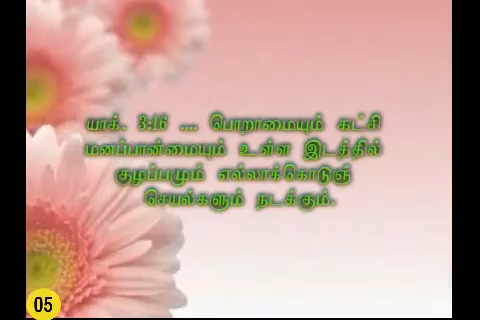 யாக். 3:16 .... பொறாமையும் கட்சி
மனப்பான்மையும் உள்ள இடத்தில்
குழப்பமும் எல்லாக்கொடுஞ்
செயல்களும் நடக்கும்.
05